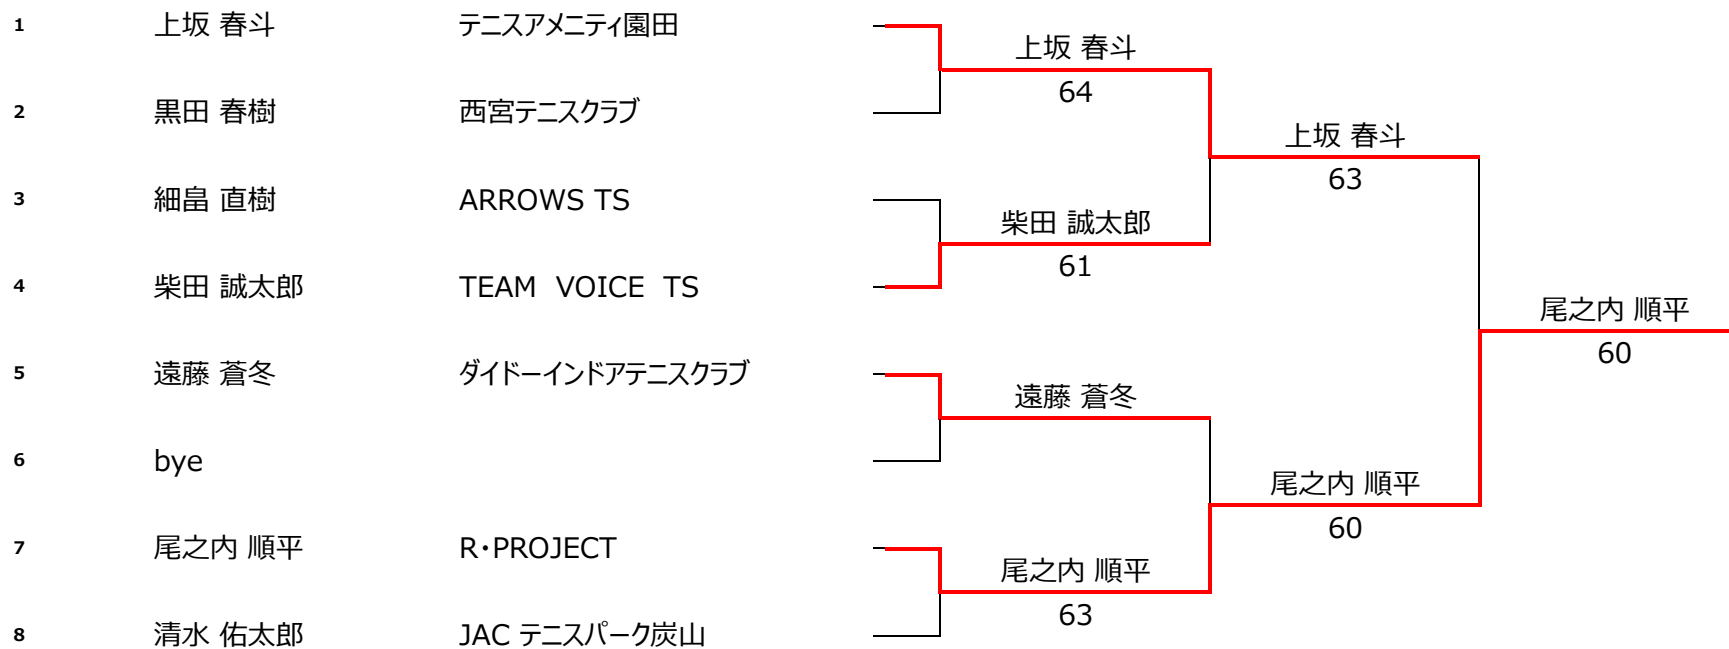 1 上坂 春斗 テニスアメニティ園田
上坂 春斗
64
2 黒田 春樹 西宮テニスクラブ
上坂 春斗
63
3 細畠 直樹 ARROWS TS
柴田 誠太郎
61
4 柴田 誠太郎 TEAM VOICE TS
尾之内 順平
60
5 遠藤 蒼冬 ダイドーインドアテニスクラブ
遠藤 蒼冬
6 bye
尾之内 順平
60
7 尾之内 順平 R・PROJECT
尾之内 順平
63
8 清水 佑太郎 JAC テニスパーク炭山